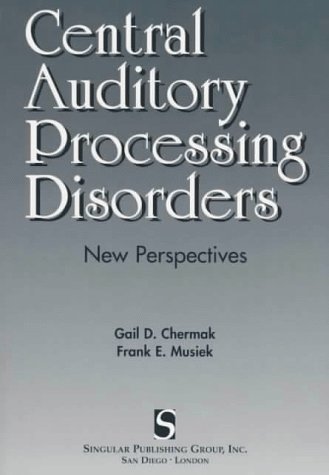 Central
Auditory
Processing
Disorders
New Perspectives
Gail D. Chermak
Frank E. Musiek
S
SINGULAR PUBLISHING GROUP, INC.
SAN DIEGO · LONDON